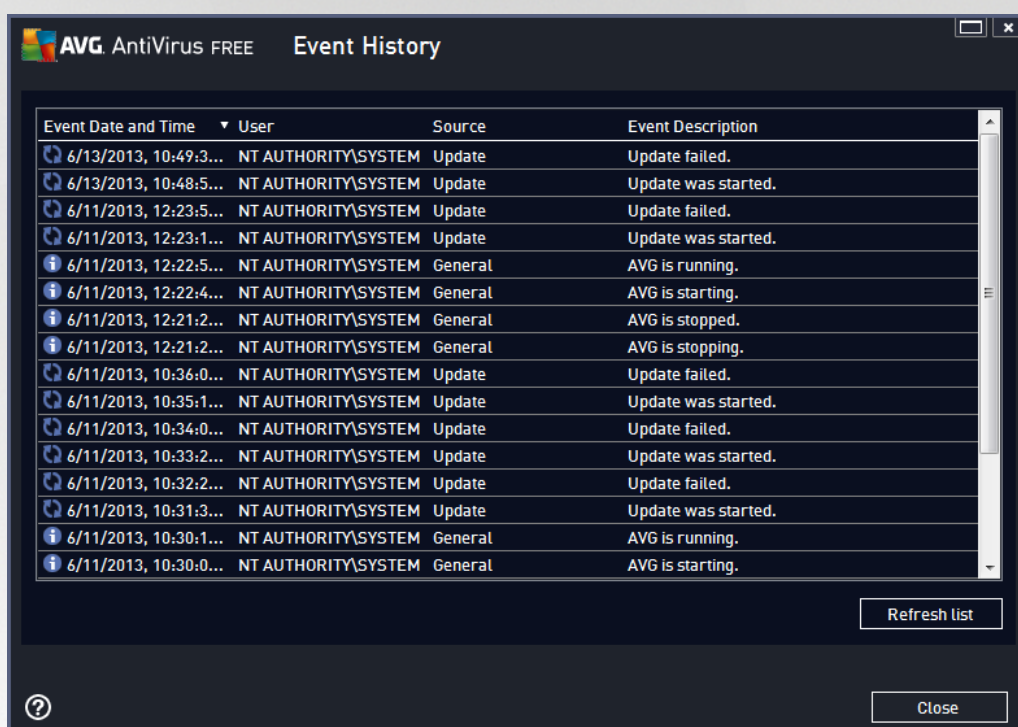 AVG. AntiVirus FREE Event History
Event Date and Time User Source Event Description
6/13/2013, 10:49:3... NT AUTHORITY\SYSTEM Update Update failed.
6/13/2013, 10:48:5... NT AUTHORITY\SYSTEM Update Update was started.
6/11/2013, 12:23:5... NT AUTHORITY\SYSTEM Update Update failed.
6/11/2013, 12:23:1... NT AUTHORITY\SYSTEM Update Update was started.
6/11/2013, 12:22:5... NT AUTHORITY\SYSTEM General AVG is running.
6/11/2013, 12:22:4... NT AUTHORITY\SYSTEM General AVG is starting.
6/11/2013, 12:21:2... NT AUTHORITY\SYSTEM General AVG is stopped.
6/11/2013, 12:21:2... NT AUTHORITY\SYSTEM General AVG is stopping.
6/11/2013, 10:36:0... NT AUTHORITY\SYSTEM Update Update failed.
6/11/2013, 10:35:1... NT AUTHORITY\SYSTEM Update Update was started.
6/11/2013, 10:34:0... NT AUTHORITY\SYSTEM Update Update failed.
6/11/2013, 10:33:2... NT AUTHORITY\SYSTEM Update Update was started.
6/11/2013, 10:32:2... NT AUTHORITY\SYSTEM Update Update failed.
6/11/2013, 10:31:3... NT AUTHORITY\SYSTEM Update Update was started.
6/11/2013, 10:30:1... NT AUTHORITY\SYSTEM General AVG is running.
6/11/2013, 10:30:0... NT AUTHORITY\SYSTEM General AVG is starting.
Refresh list
Close